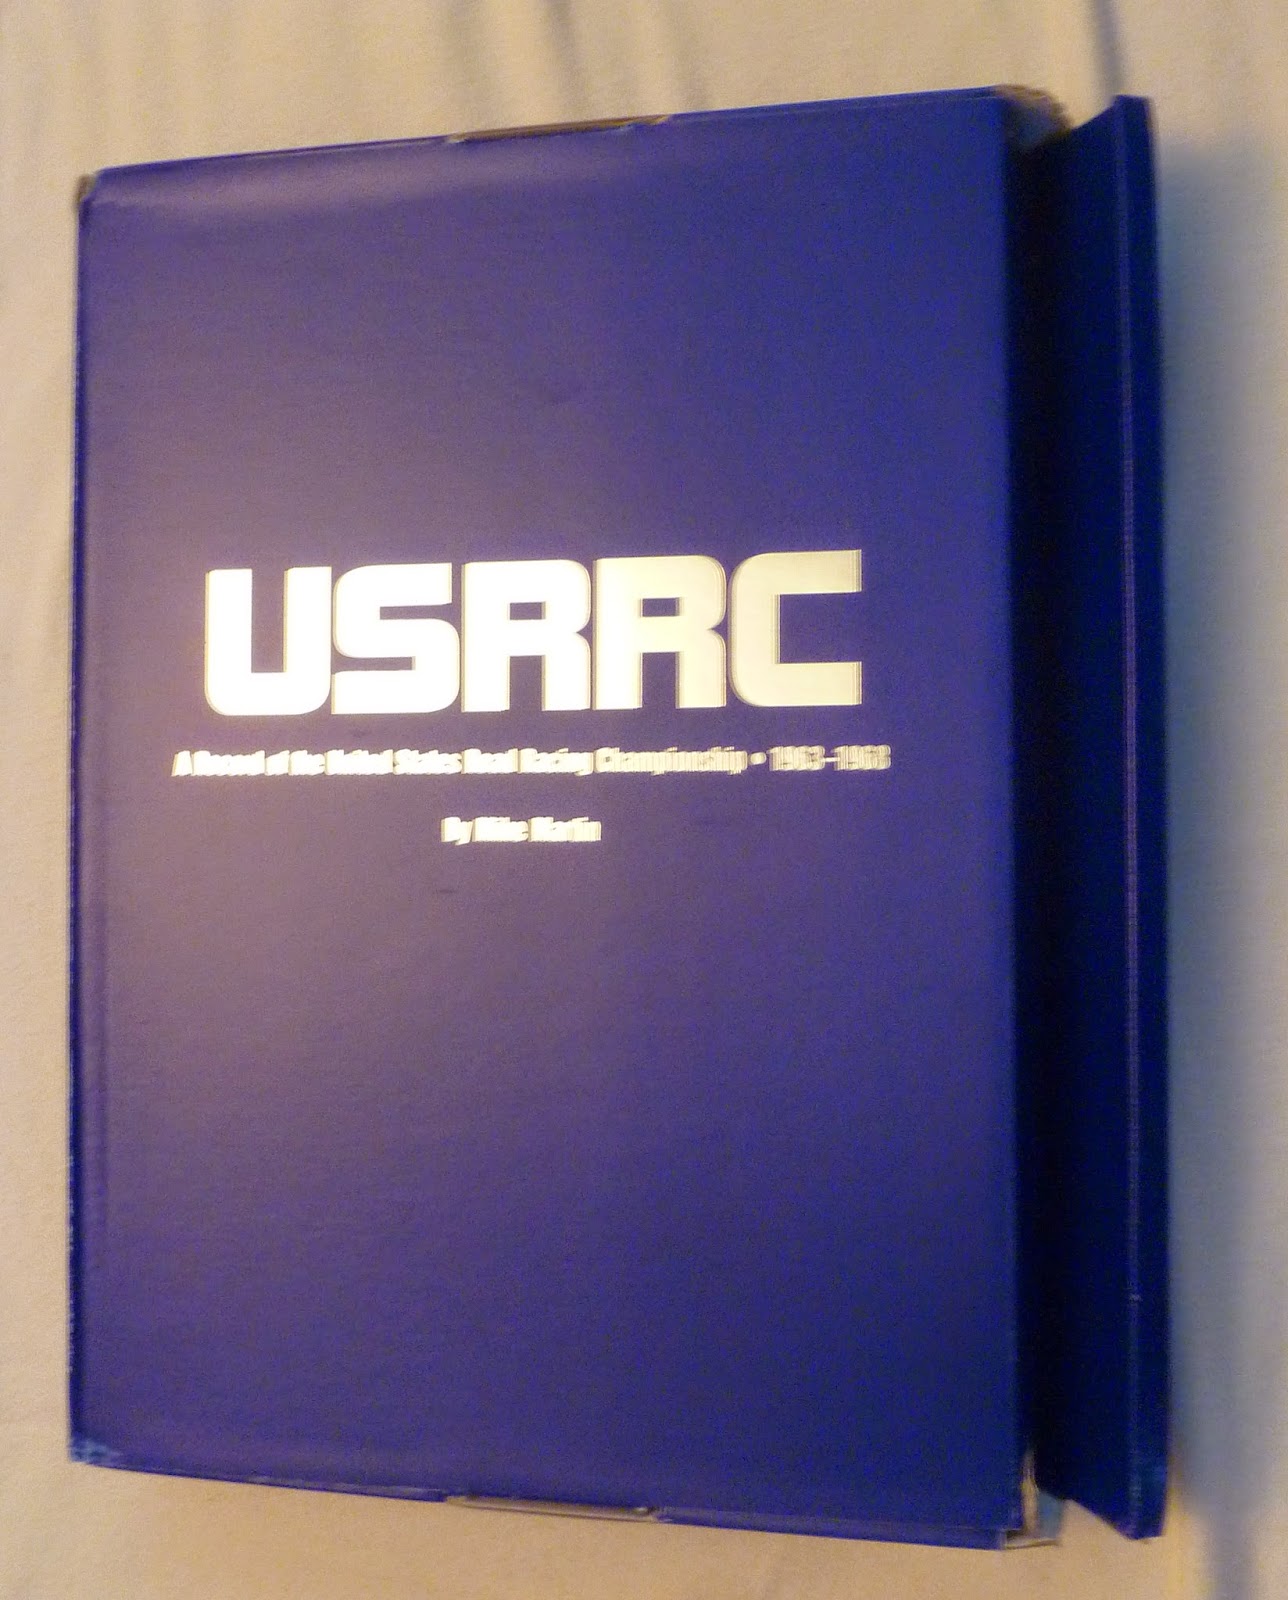 USRRC
A Record of the United States Road Racing Championship • 1963–1968
By Mike Martin